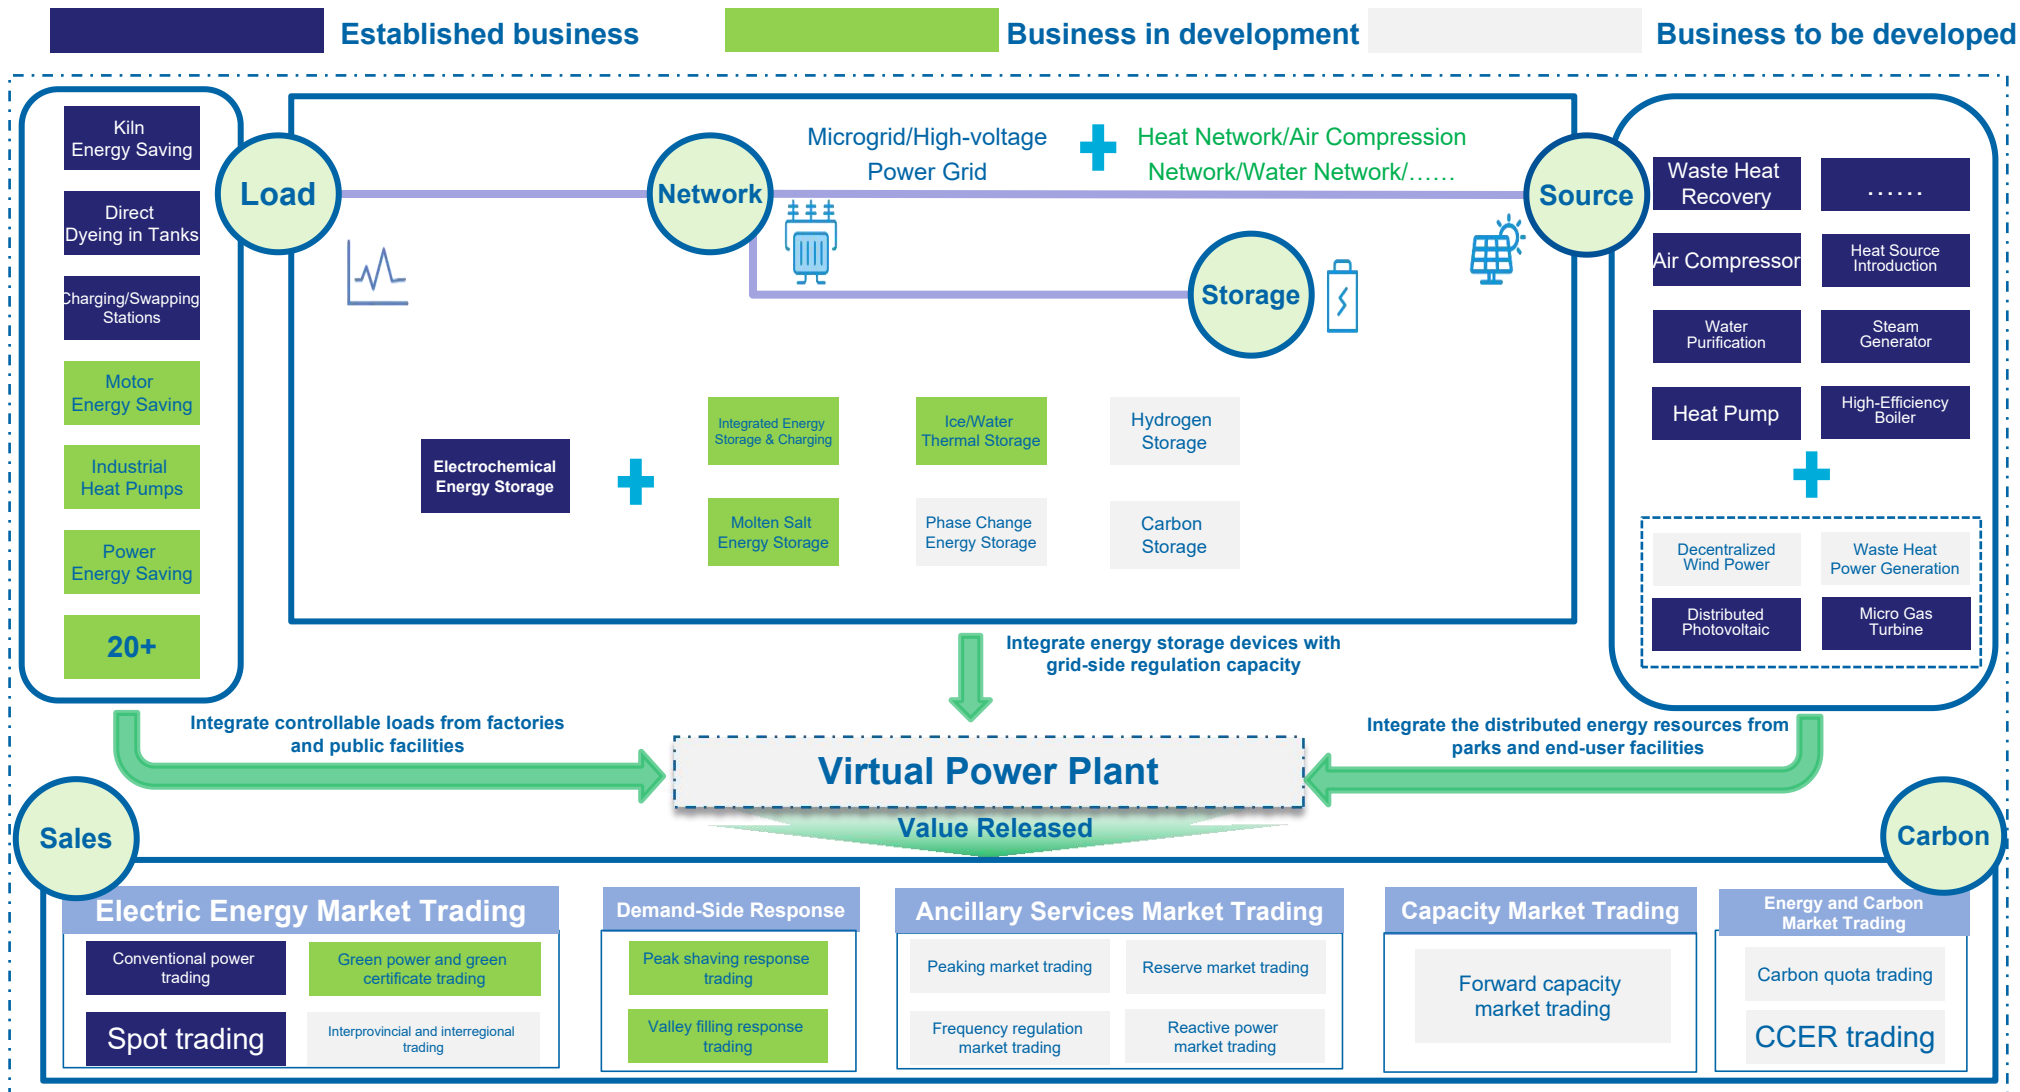 Established business
Business in development
Business to be developed
Kiln
Energy Saving
Direct
Dyeing in Tanks
Charging/Swapping
Stations
Motor
Energy Saving
Industrial
Heat Pumps
Power
Energy Saving
20+
Load
Network
Microgrid/High-voltage
Power Grid
Heat Network/Air Compression
Network/Water Network/……
Source
Storage
Electrochemical
Energy Storage
Integrated Energy
Storage & Charging
Ice/Water
Thermal Storage
Hydrogen
Storage
Molten Salt
Energy Storage
Phase Change
Energy Storage
Carbon
Storage
Waste Heat
Recovery
……
Air Compressor
Heat Source
Introduction
Water
Purification
Steam
Generator
Heat Pump
High-Efficiency
Boiler
Decentralized
Wind Power
Waste Heat
Power Generation
Distributed
Photovoltaic
Micro Gas
Turbine
Integrate energy storage devices with
grid-side regulation capacity
Integrate controllable loads from factories
and public facilities
Integrate the distributed energy resources from
parks and end-user facilities
Virtual Power Plant
Value Released
Sales
Carbon
Electric Energy Market Trading
Conventional power
trading
Green power and green
certificate trading
Spot trading
Interprovincial and interregional
trading
Demand-Side Response
Peak shaving response
trading
Valley filling response
trading
Ancillary Services Market Trading
Peaking market trading
Reserve market trading
Frequency regulation
market trading
Reactive power
market trading
Capacity Market Trading
Forward capacity
market trading
Energy and Carbon
Market Trading
Carbon quota trading
CCER trading